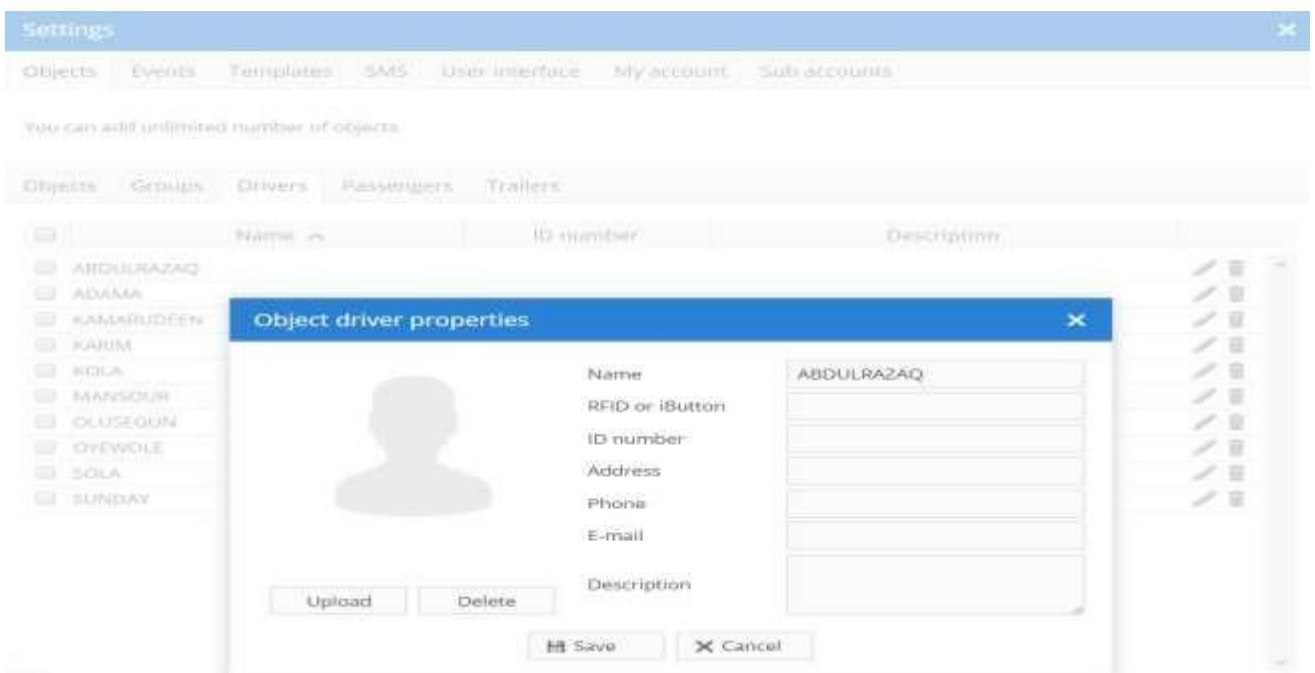 Settings
Objects Events Templates SMS User interface My account Sub accounts
You can add unlimited number of objects.
Objects Groups Drivers Passengers Trailers
Name ID number Description
ABDULRAZAQ
ADAMA
KAMARUDEEN
KARIM
KOLA
MANSOUR
OLUSEGUN
OYEWOLE
SOLA
SUNDAY
Object driver properties
Name ABDULRAZAQ
RFID or iButton
ID number
Address
Phone
E-mail
Description
Upload Delete
Save Cancel